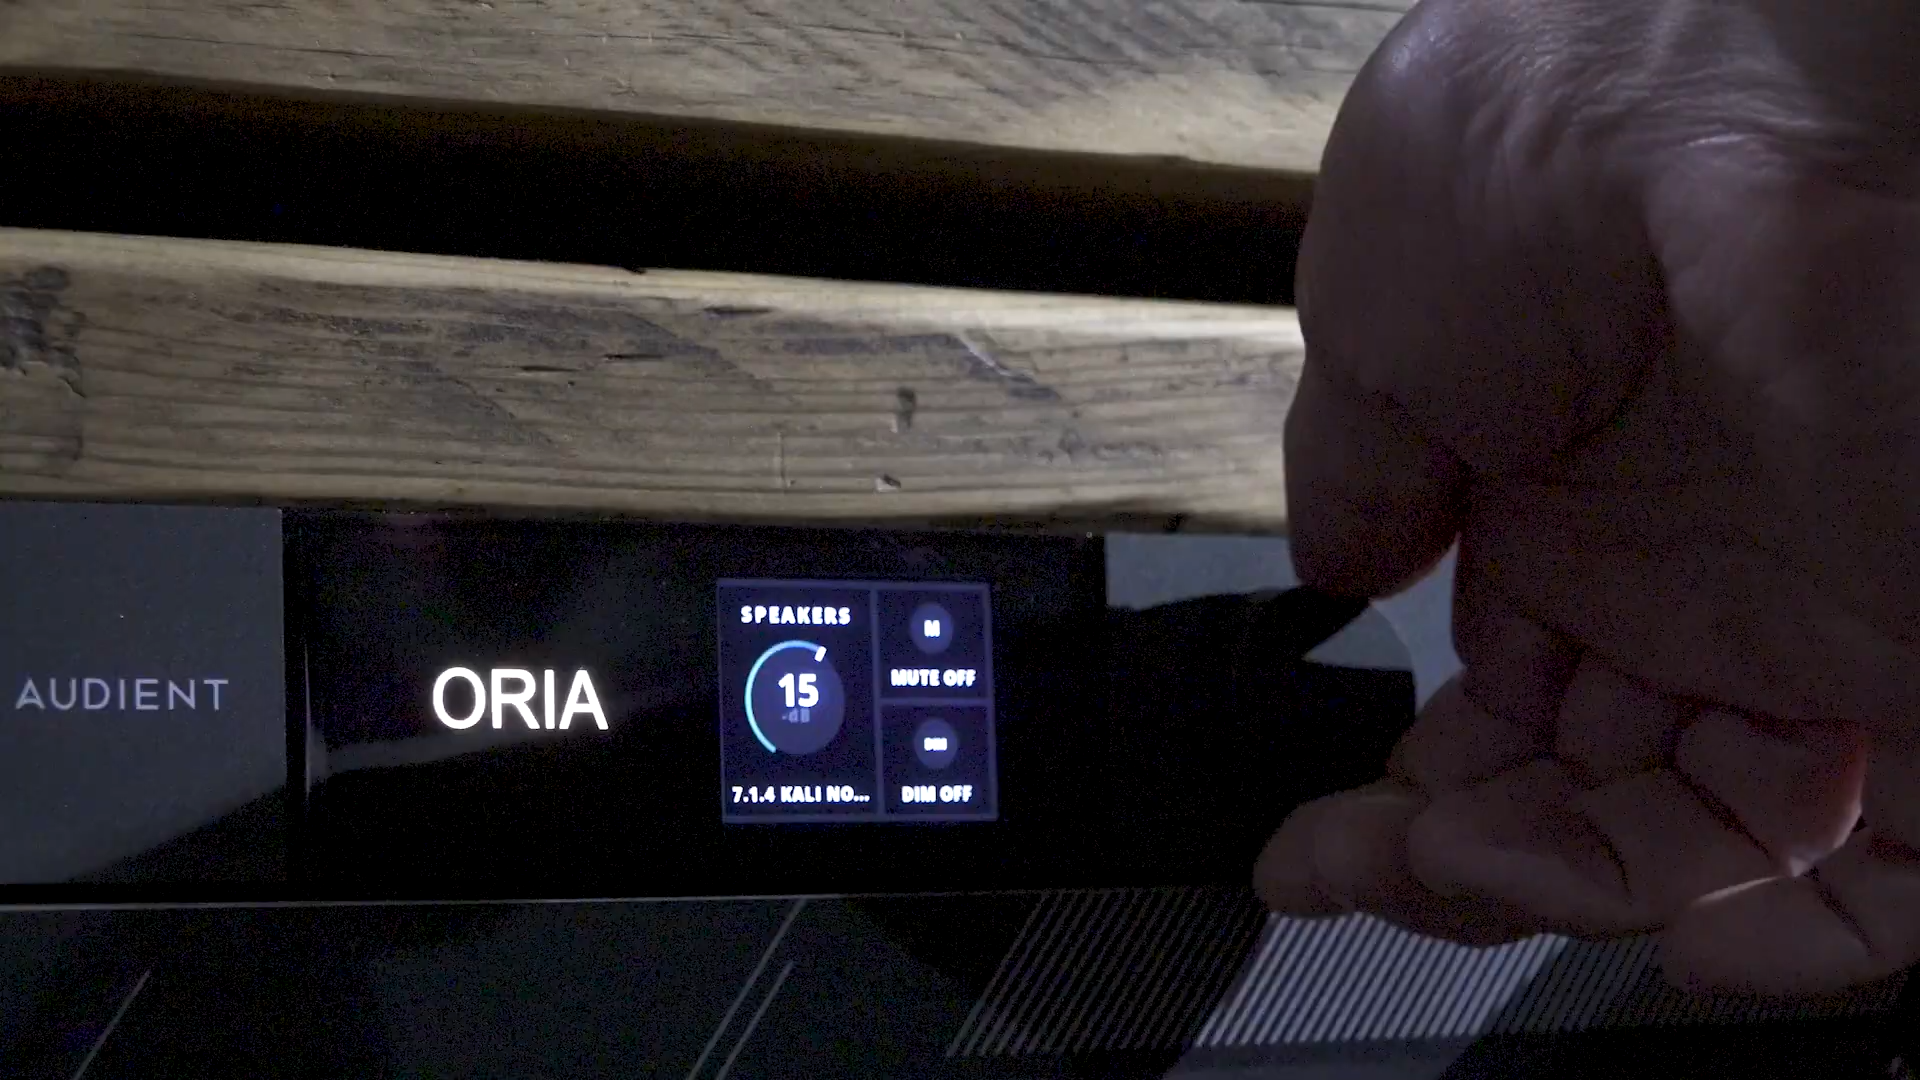 AUDIENT
ORIA
SPEAKERS
15
-dB
7.1.4 KALI NO...
M
MUTE OFF
DIM
DIM OFF